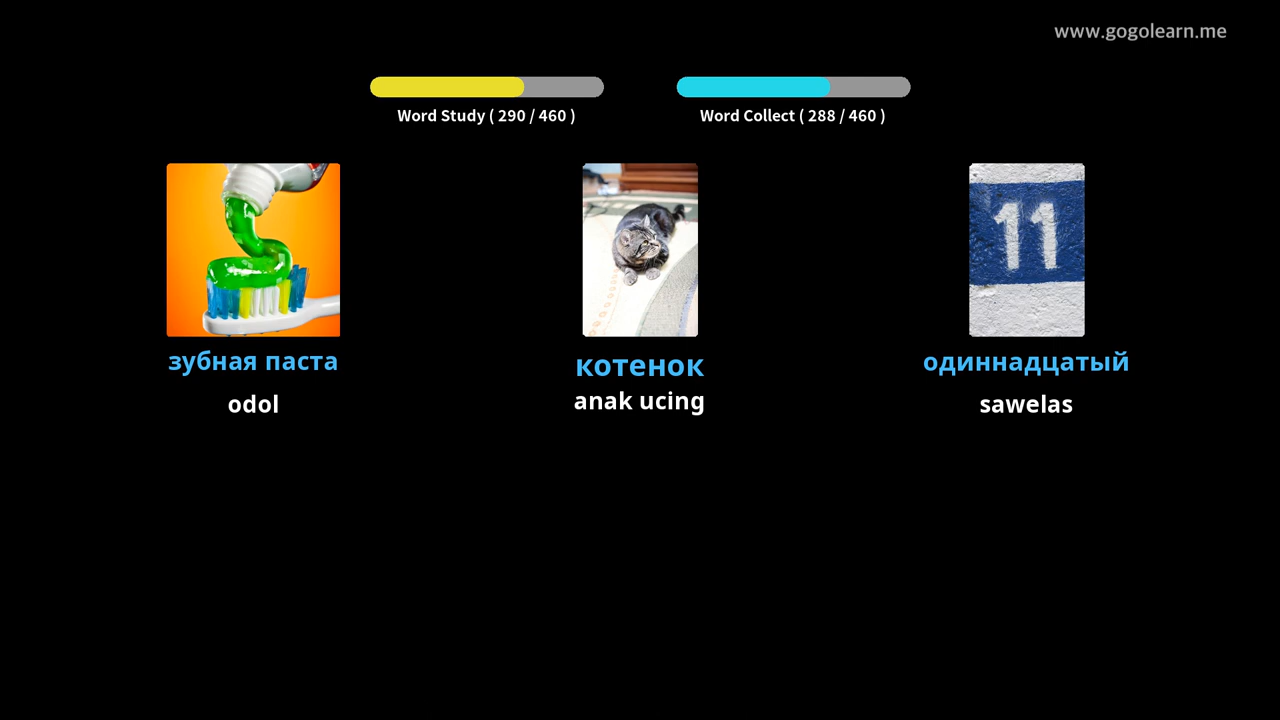 www.gogolearn.me
Word Study ( 290 / 460 )
Word Collect ( 288 / 460 )
11
зубная паста
котенок
одиннадцатый
odol
anak ucing
sawelas